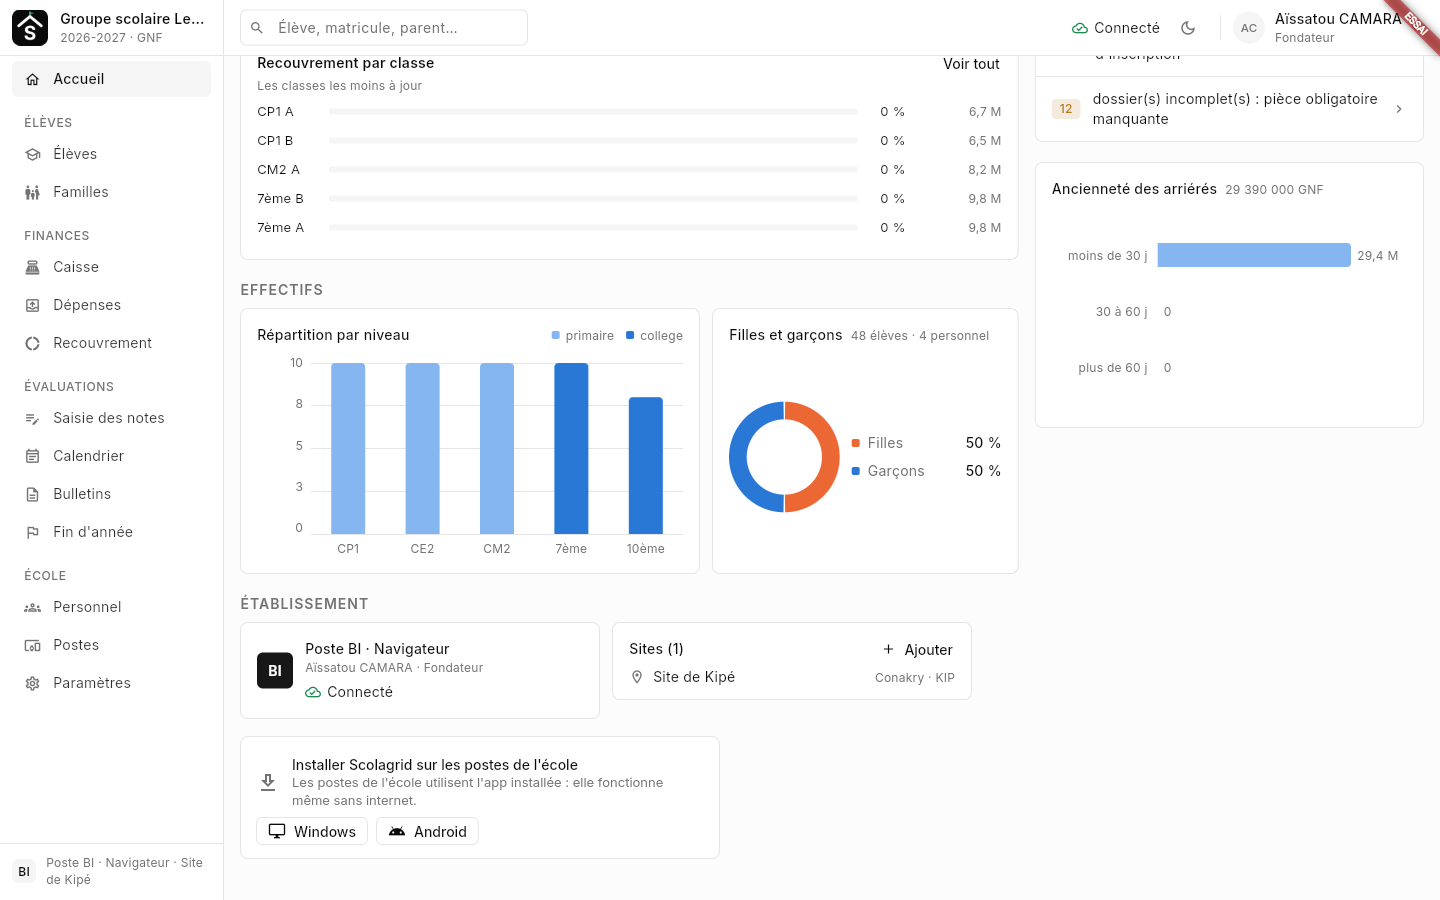 Groupe scolaire Le...
2026-2027 · GNF
Accueil
ÉLÈVES
Élèves
Familles
FINANCES
Caisse
Dépenses
Recouvrement
ÉVALUATIONS
Saisie des notes
Calendrier
Bulletins
Fin d'année
ÉCOLE
Personnel
Postes
Paramètres
BI
Poste BI · Navigateur · Site
de Kipé
Élève, matricule, parent...
Connecté
AC
Aïssatou CAMARA
Fondateur
ESSAI
Recouvrement par classe
Voir tout
Les classes les moins à jour
CP1 A 0 % 6,7 M
CP1 B 0 % 6,5 M
CM2 A 0 % 8,2 M
7ème B 0 % 9,8 M
7ème A 0 % 9,8 M
EFFECTIFS
Répartition par niveau
primaire college
10
8
5
3
0
CP1 CE2 CM2 7ème 10ème
Filles et garçons 48 élèves · 4 personnel
Filles 50 %
Garçons 50 %
ÉTABLISSEMENT
BI
Poste BI · Navigateur
Aïssatou CAMARA · Fondateur
Connecté
Sites (1)
+ Ajouter
Site de Kipé
Conakry · KIP
Installer Scolagrid sur les postes de l'école
Les postes de l'école utilisent l'app installée : elle fonctionne
même sans internet.
Windows
Android
d'inscription
12
dossier(s) incomplet(s) : pièce obligatoire
manquante
Ancienneté des arriérés 29 390 000 GNF
moins de 30 j 29,4 M
30 à 60 j 0
plus de 60 j 0